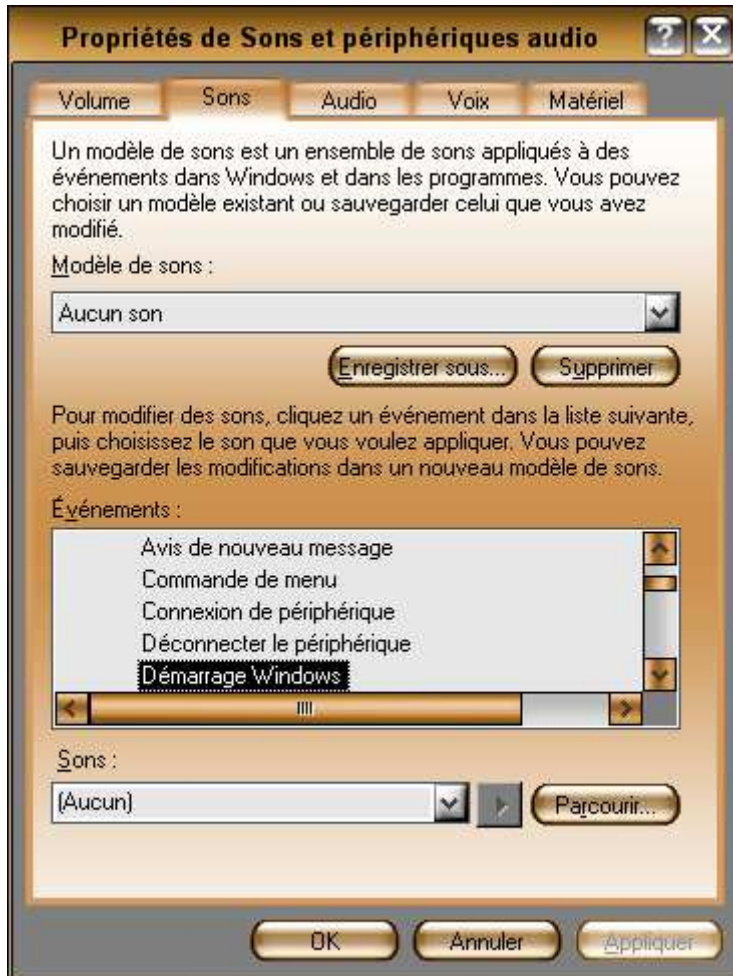 Propriétés de Sons et périphériques audio
Volume Sons Audio Voix Matériel
Un modèle de sons est un ensemble de sons appliqués à des
événements dans Windows et dans les programmes. Vous pouvez
choisir un modèle existant ou sauvegarder celui que vous avez
modifié.
Modèle de sons :
Aucun son
Enregistrer sous... Supprimer
Pour modifier des sons, cliquez un événement dans la liste suivante,
puis choisissez le son que vous voulez appliquer. Vous pouvez
sauvegarder les modifications dans un nouveau modèle de sons.
Événements :
Avis de nouveau message
Commande de menu
Connexion de périphérique
Déconnecter le périphérique
Démarrage Windows
Sons :
(Aucun) Parcourir...
OK Annuler Appliquer